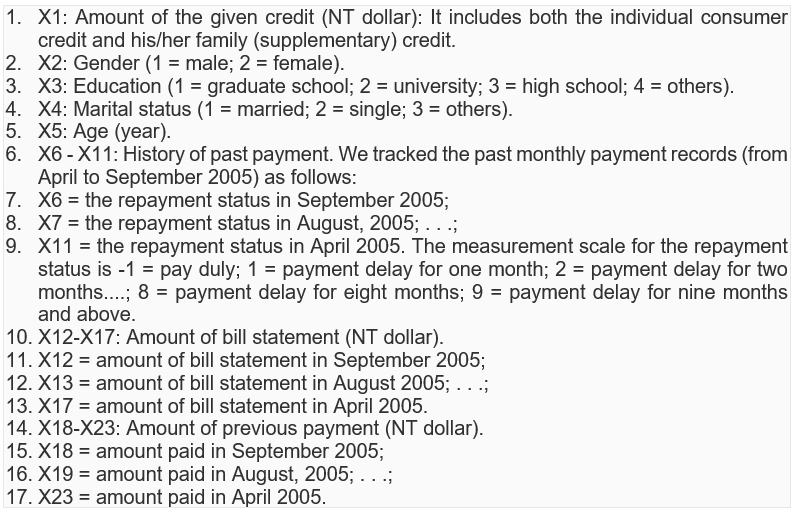 1. X1: Amount of the given credit (NT dollar): It includes both the individual consumer
credit and his/her family (supplementary) credit.
2. X2: Gender (1 = male; 2 = female).
3. X3: Education (1 = graduate school; 2 = university; 3 = high school; 4 = others).
4. X4: Marital status (1 = married; 2 = single; 3 = others).
5. X5: Age (year).
6. X6 - X11: History of past payment. We tracked the past monthly payment records (from
April to September 2005) as follows:
7. X6 = the repayment status in September 2005;
8. X7 = the repayment status in August, 2005; . . .;
9. X11 = the repayment status in April 2005. The measurement scale for the repayment
status is -1 = pay duly; 1 = payment delay for one month; 2 = payment delay for two
months....; 8 = payment delay for eight months; 9 = payment delay for nine months
and above.
10. X12-X17: Amount of bill statement (NT dollar).
11. X12 = amount of bill statement in September 2005;
12. X13 = amount of bill statement in August 2005; . . .;
13. X17 = amount of bill statement in April 2005.
14. X18-X23: Amount of previous payment (NT dollar).
15. X18 = amount paid in September 2005;
16. X19 = amount paid in August, 2005; . . .;
17. X23 = amount paid in April 2005.